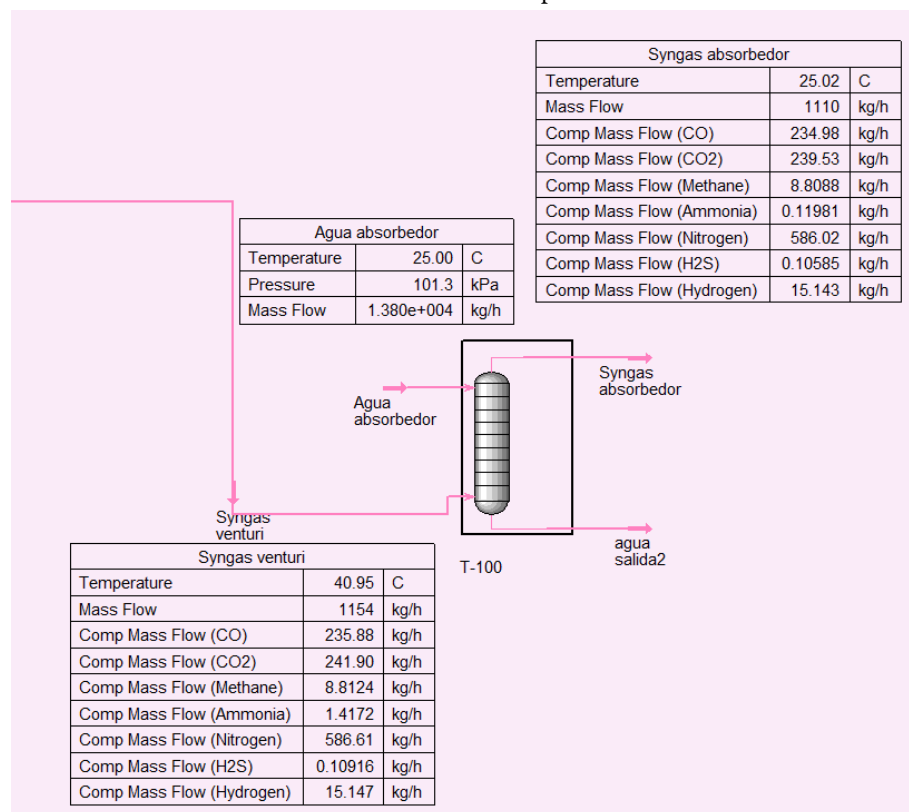 Syngas absorbedor
Temperature 25.02 C
Mass Flow 1110 kg/h
Comp Mass Flow (CO) 234.98 kg/h
Comp Mass Flow (CO2) 239.53 kg/h
Comp Mass Flow (Methane) 8.8088 kg/h
Comp Mass Flow (Ammonia) 0.11981 kg/h
Comp Mass Flow (Nitrogen) 586.02 kg/h
Comp Mass Flow (H2S) 0.10585 kg/h
Comp Mass Flow (Hydrogen) 15.143 kg/h
Agua absorbedor
Temperature 25.00 C
Pressure 101.3 kPa
Mass Flow 1.380e+004 kg/h
Syngas
absorbedor
Agua
absorbedor
Syngas
venturi
agua
salida2
T-100
Syngas venturi
Temperature 40.95 C
Mass Flow 1154 kg/h
Comp Mass Flow (CO) 235.88 kg/h
Comp Mass Flow (CO2) 241.90 kg/h
Comp Mass Flow (Methane) 8.8124 kg/h
Comp Mass Flow (Ammonia) 1.4172 kg/h
Comp Mass Flow (Nitrogen) 586.61 kg/h
Comp Mass Flow (H2S) 0.10916 kg/h
Comp Mass Flow (Hydrogen) 15.147 kg/h